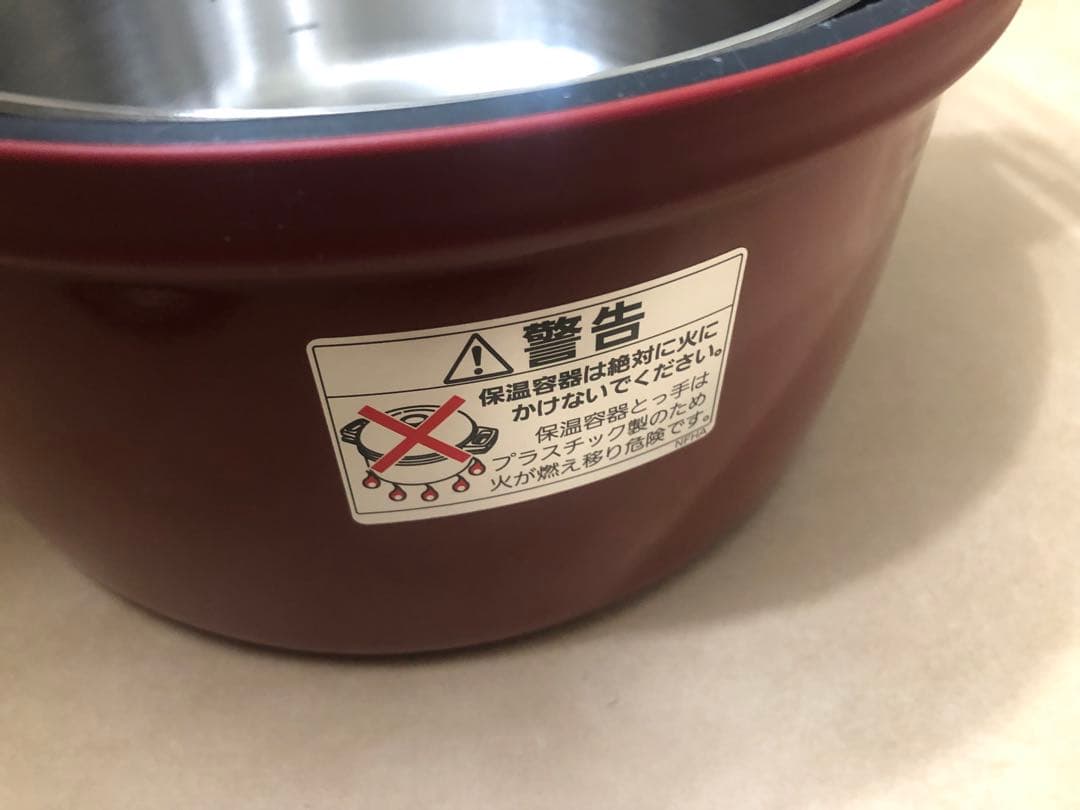 警告
保温容器は絶対に火に
かけないでください。
保温容器とっ手は
プラスチック製のため
火が燃え移り危険です。
NFHA